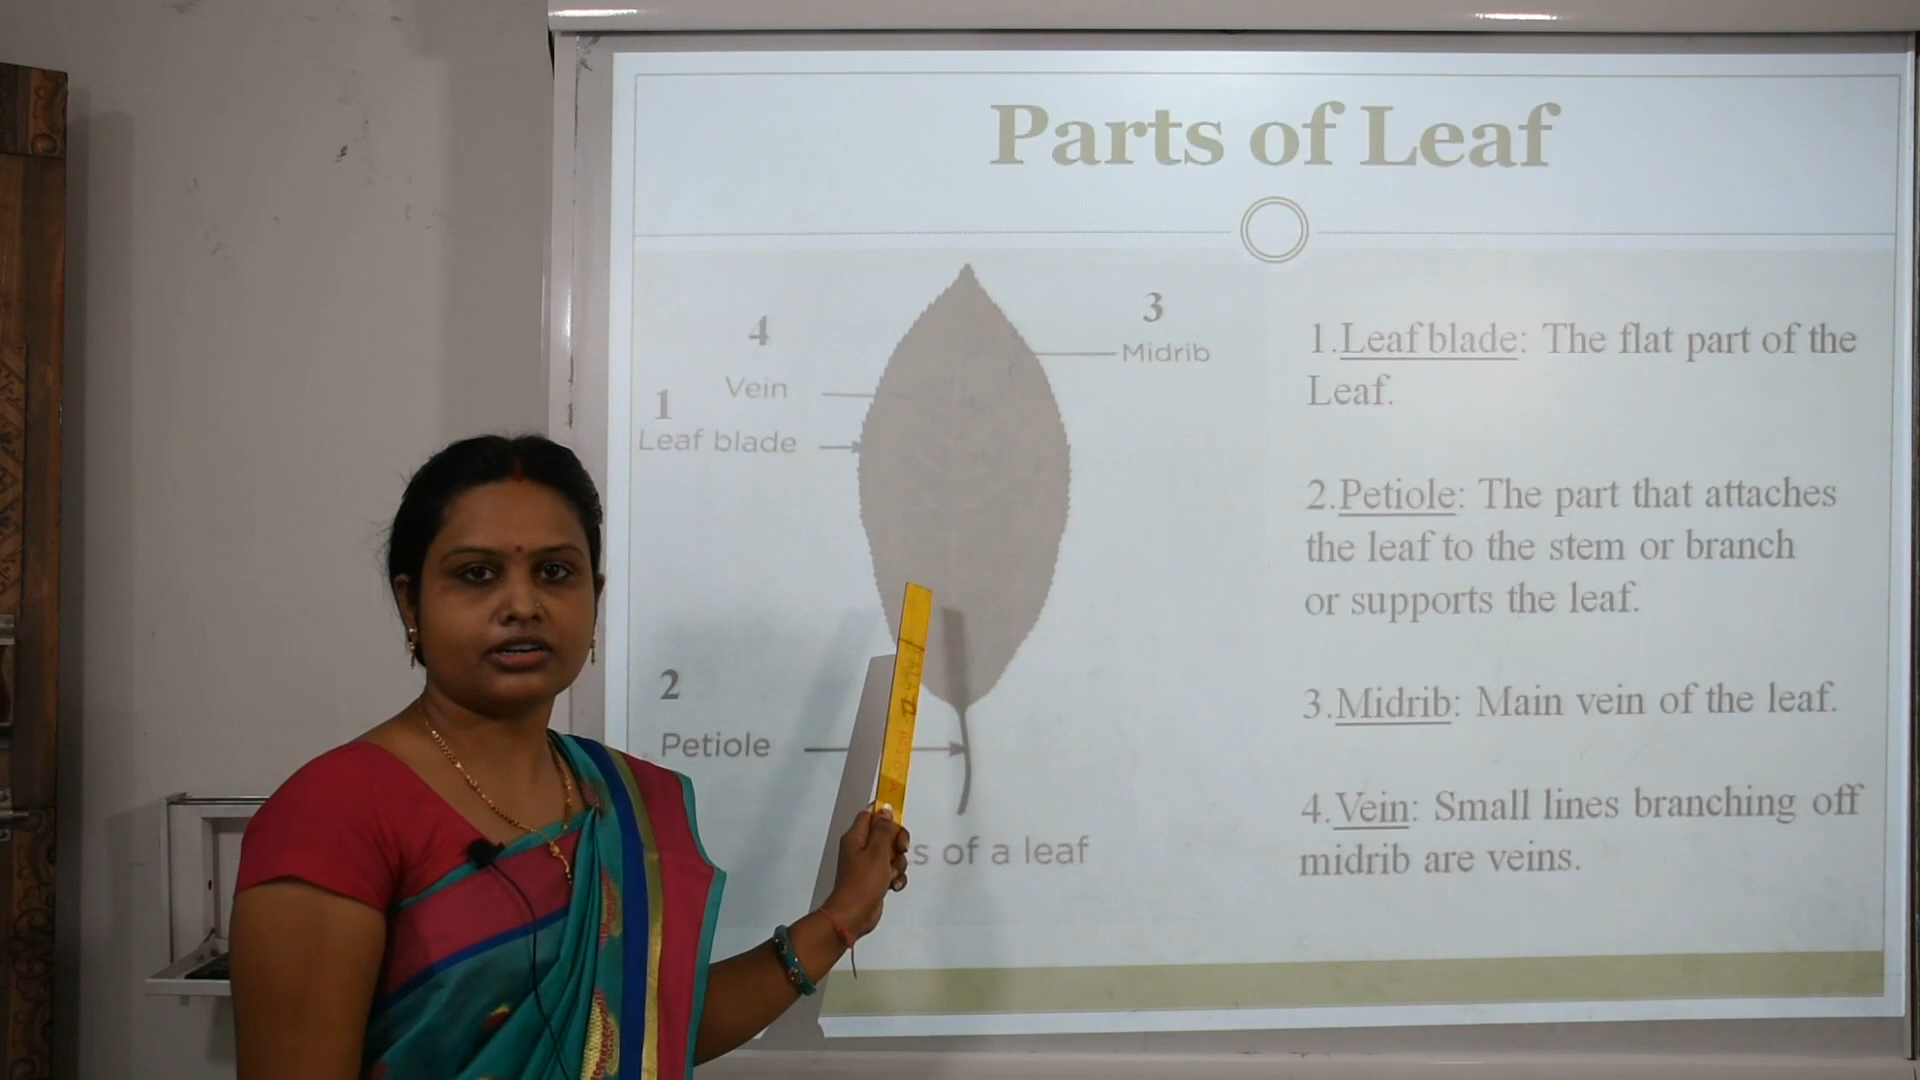 Parts of Leaf
4
Vein
1
Leaf blade
3
Midrib
2
Petiole
of a leaf
1.Leaf blade: The flat part of the
Leaf.
2.Petiole: The part that attaches
the leaf to the stem or branch
or supports the leaf.
3.Midrib: Main vein of the leaf.
4.Vein: Small lines branching off
midrib are veins.